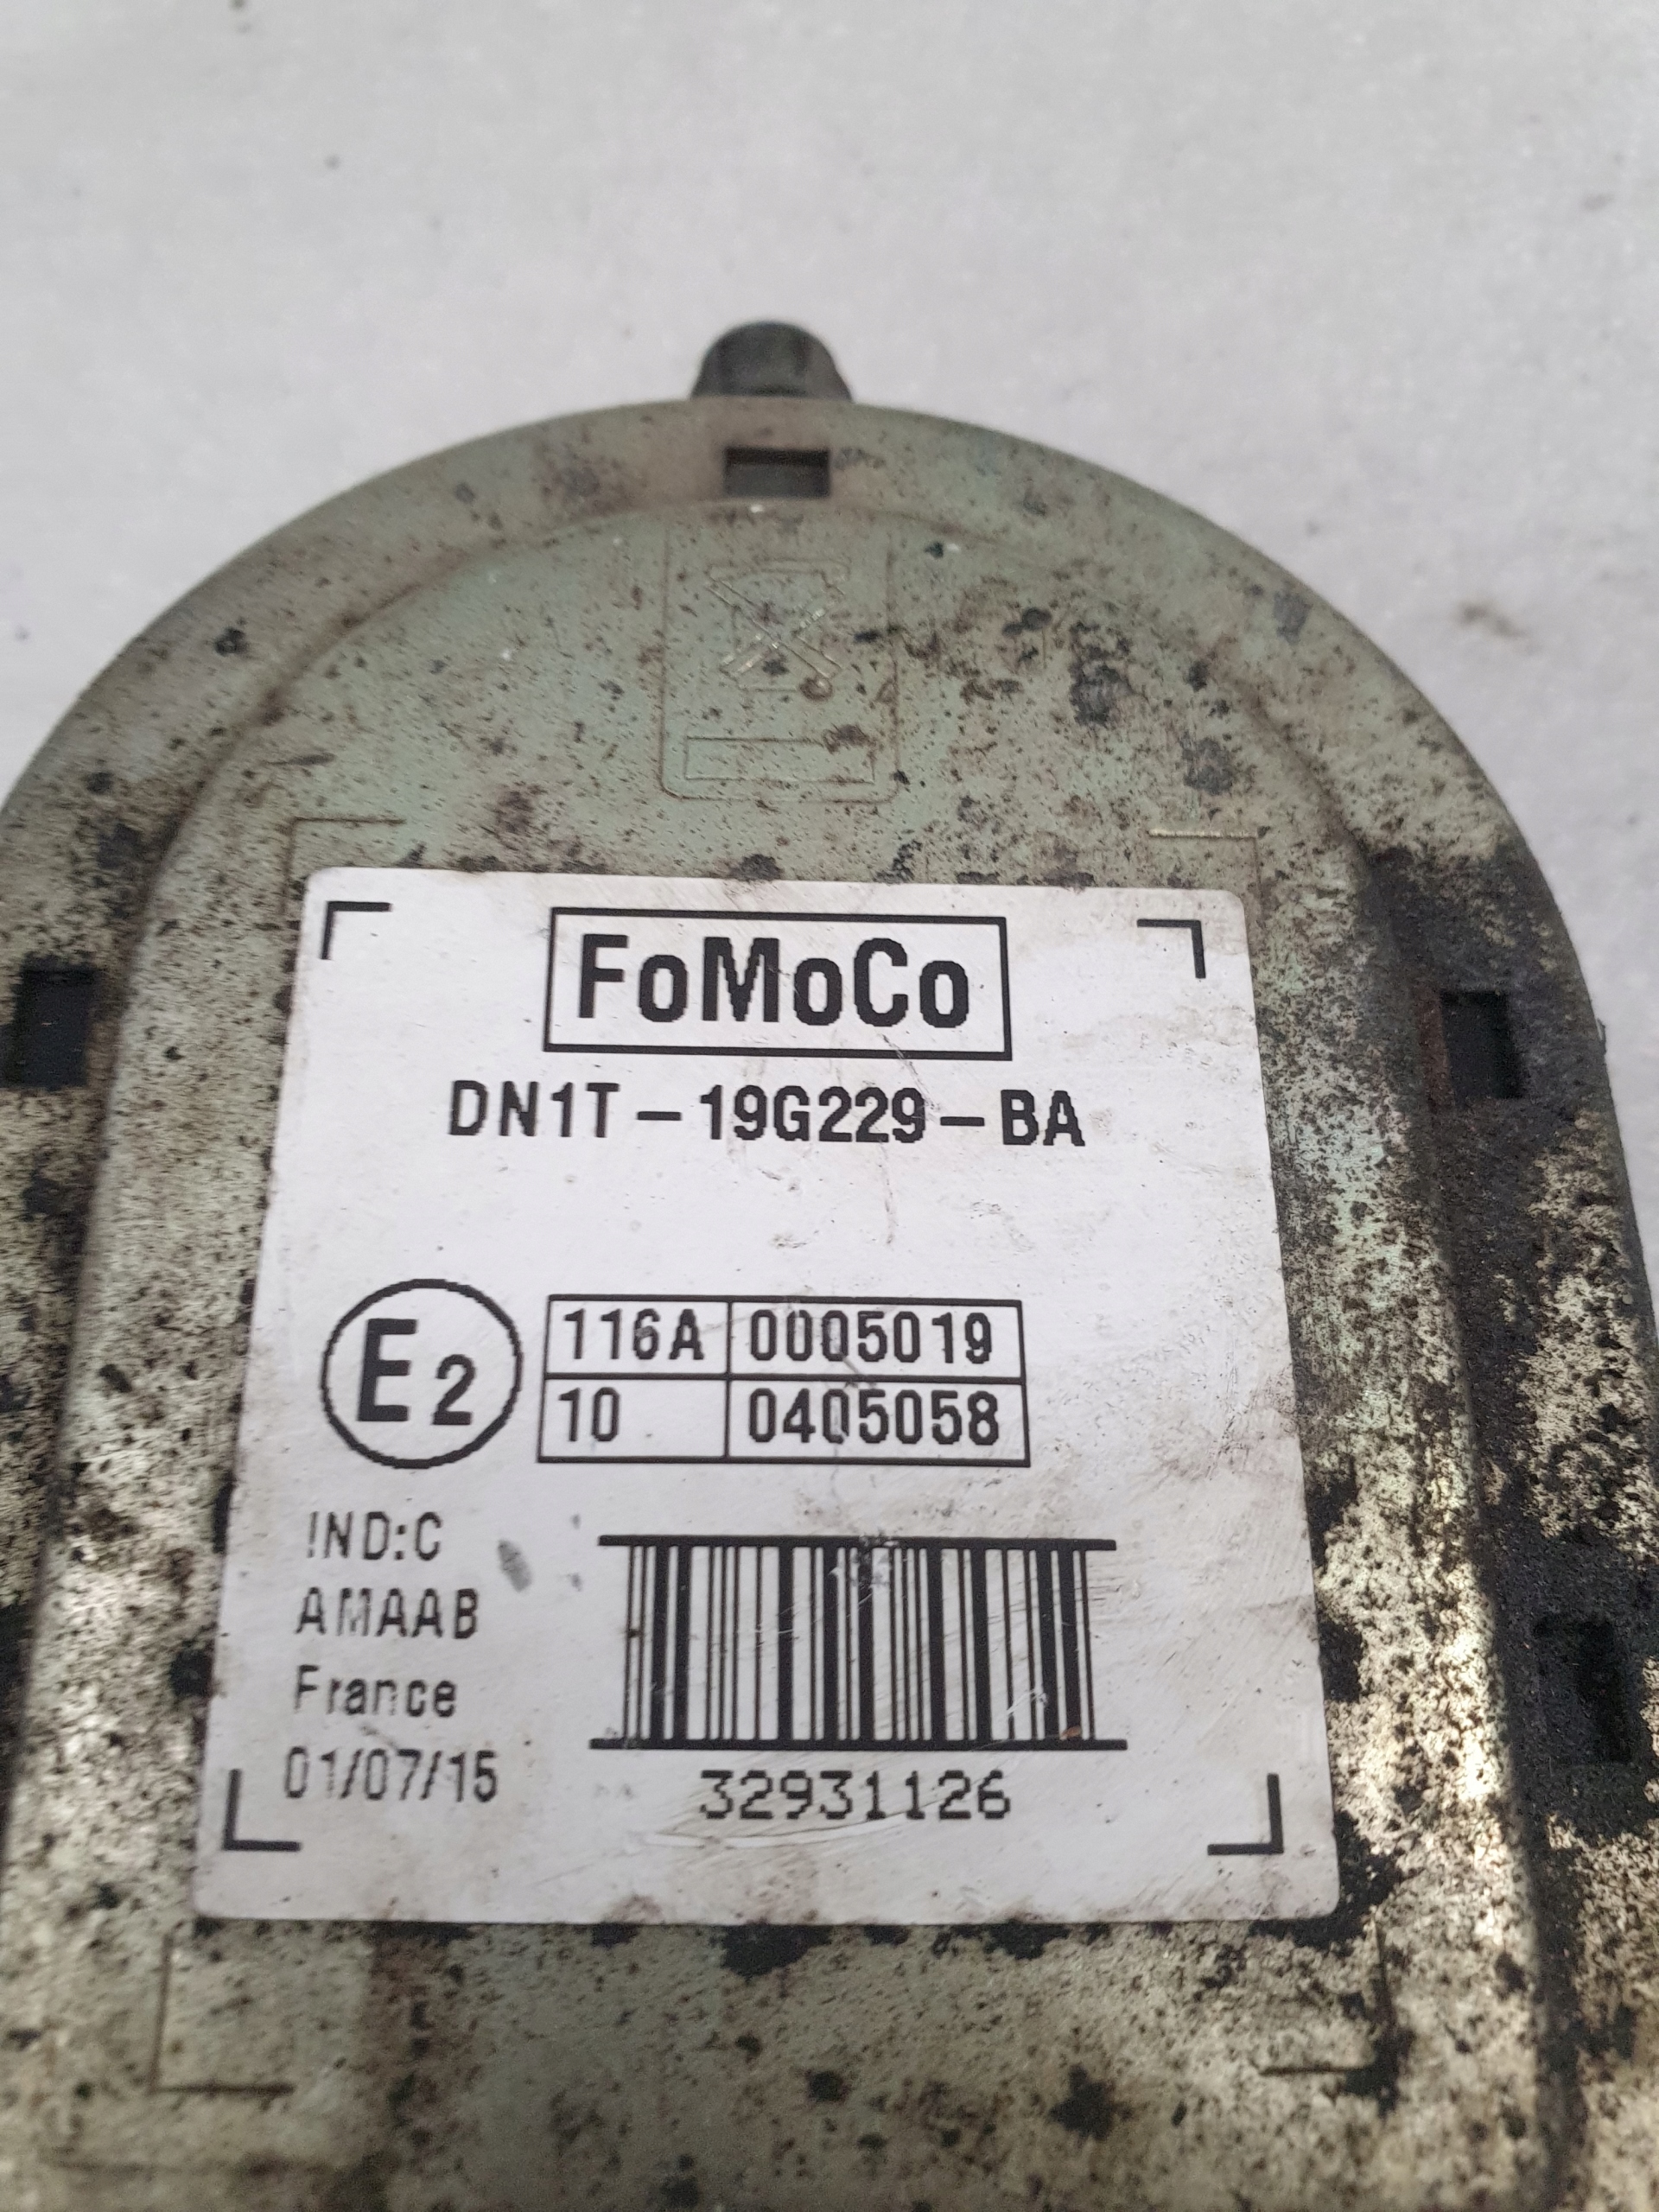 FoMoCo
DN1T-19G229-BA
E2
116A 0005019
10 0405058
IND:C
AMAAB
France
01/07/15
32931126